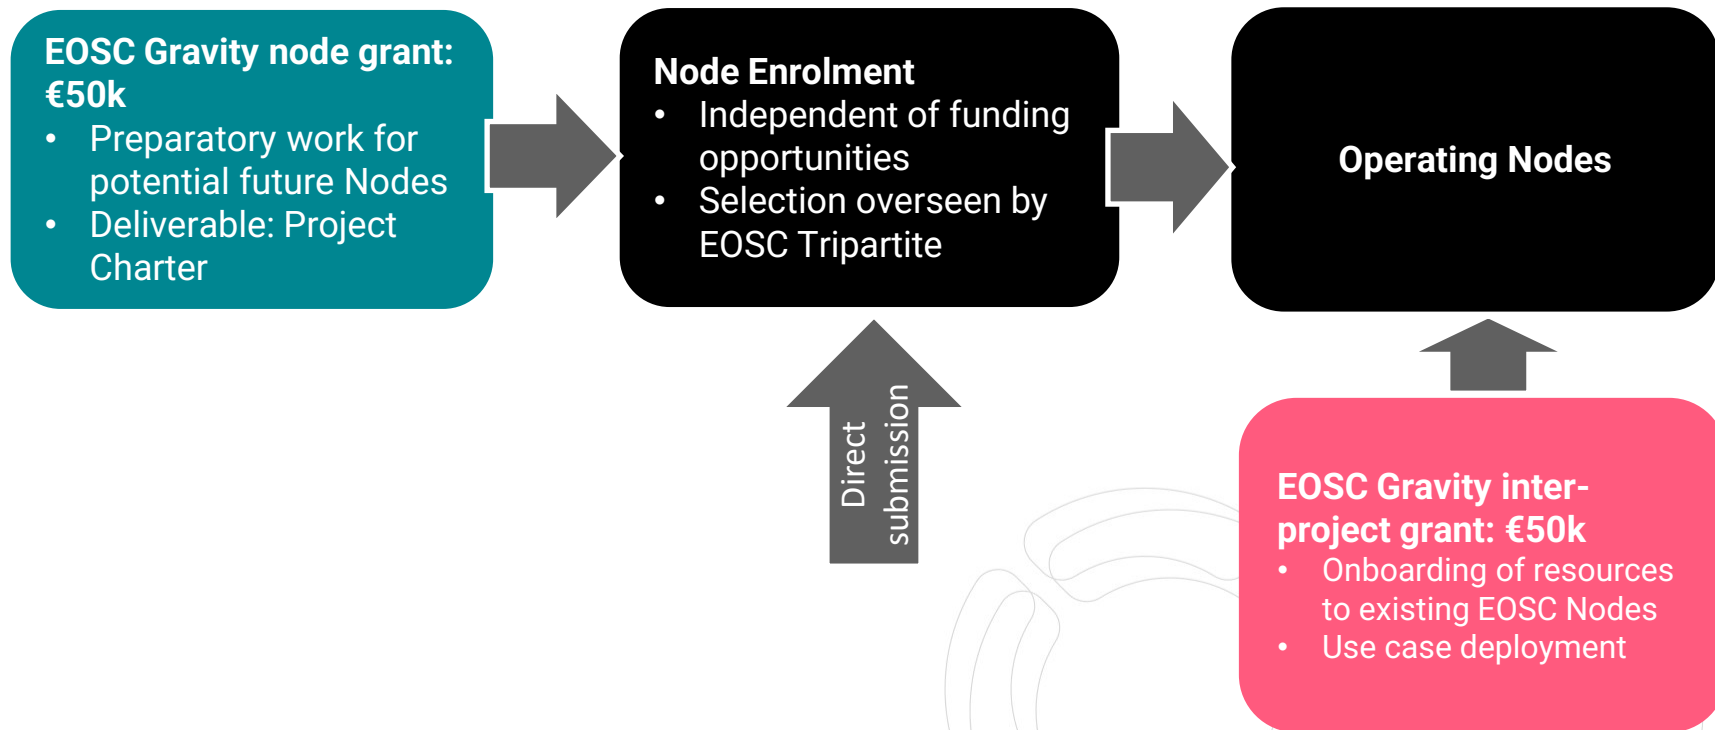 EOSC Gravity node grant:
€50k
• Preparatory work for
potential future Nodes
• Deliverable: Project
Charter
Node Enrolment
• Independent of funding
opportunities
• Selection overseen by
EOSC Tripartite
Operating Nodes
Direct
submission
EOSC Gravity inter-
project grant: €50k
• Onboarding of resources
to existing EOSC Nodes
• Use case deployment